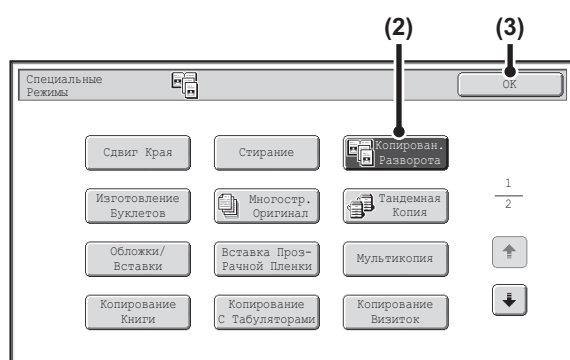 (2) (3)
Специальные
Режимы
OK
Сдвиг Края
Стирание
Копирован.
Разворота
Изготовление
Буклетов
Многостр.
Оригинал
Тандемная
Копия
1
2
Обложки/
Вставки
Вставка Проз-
Рачной Пленки
Мультикопия
Копирование
Книги
Копирование
С Табуляторами
Копирование
Визиток